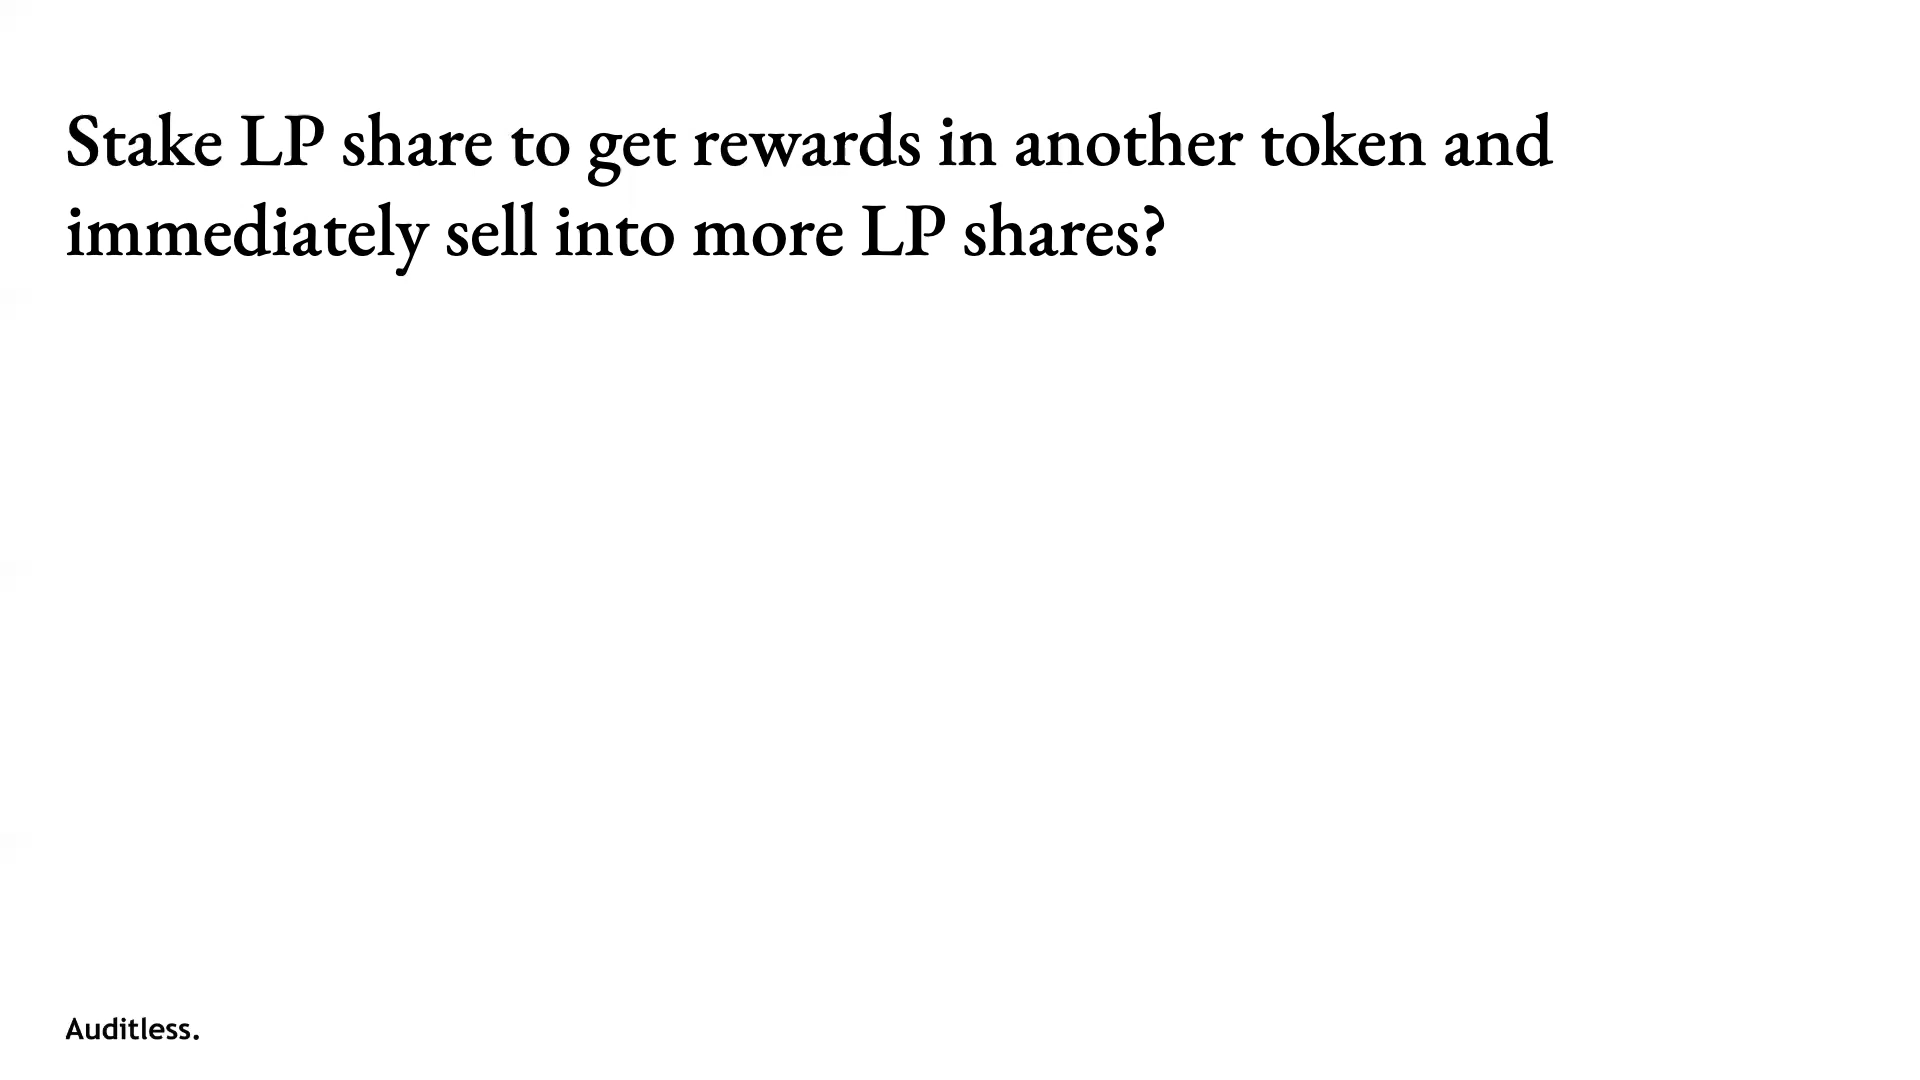 Stake LP share to get rewards in another token and
immediately sell into more LP shares?
Auditless.